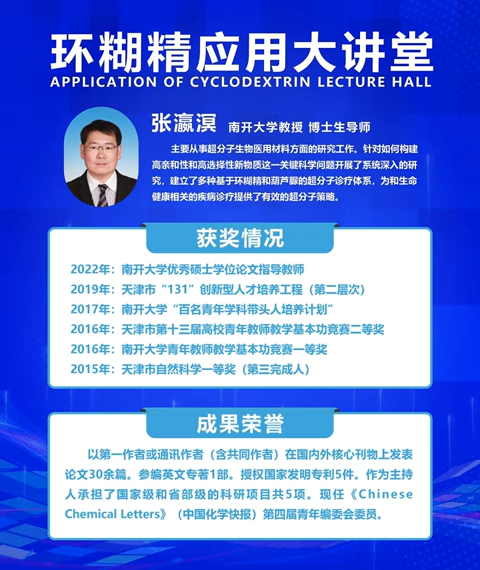 环糊精应用大讲堂
APPLICATION OF CYCLODEXTRIN LECTURE HALL
张瀛溟 南开大学教授 博士生导师
主要从事超分子生物医用材料方面的研究工作。针对如何构建
高亲和性和高选择性新物质这一关键科学问题开展了系统深入的研
究，建立了多种基于环糊精和葫芦脲的超分子诊疗体系，为和生命
健康相关的疾病诊疗提供了有效的超分子策略。
获奖情况
2022年：南开大学优秀硕士学位论文指导教师
2019年：天津市“131”创新型人才培养工程（第二层次）
2017年：南开大学“百名青年学科带头人培养计划”
2016年：天津市第十三届高校青年教师教学基本功竞赛二等奖
2016年：南开大学青年教师教学基本功竞赛一等奖
2015年：天津市自然科学一等奖（第三完成人）
成果荣誉
以第一作者或通讯作者（含共同作者）在国内外核心刊物上发表
论文30余篇。参编英文专著1部。授权国家发明专利5件。作为主持
人承担了国家级和省部级的科研项目共5项。现任《Chinese
Chemical Letters》（中国化学快报）第四届青年编委会委员。